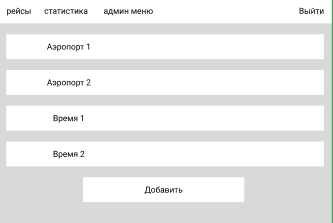 рейсы статистика админ меню Выйти
Аэропорт 1
Аэропорт 2
Время 1
Время 2
Добавить